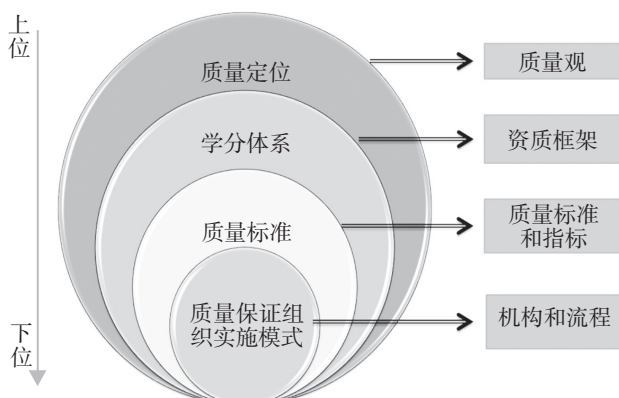 上位
质量定位
质量观
学分体系
资质框架
质量标准
质量标准
和指标
质量保证组
织实施模式
机构和流程
下位